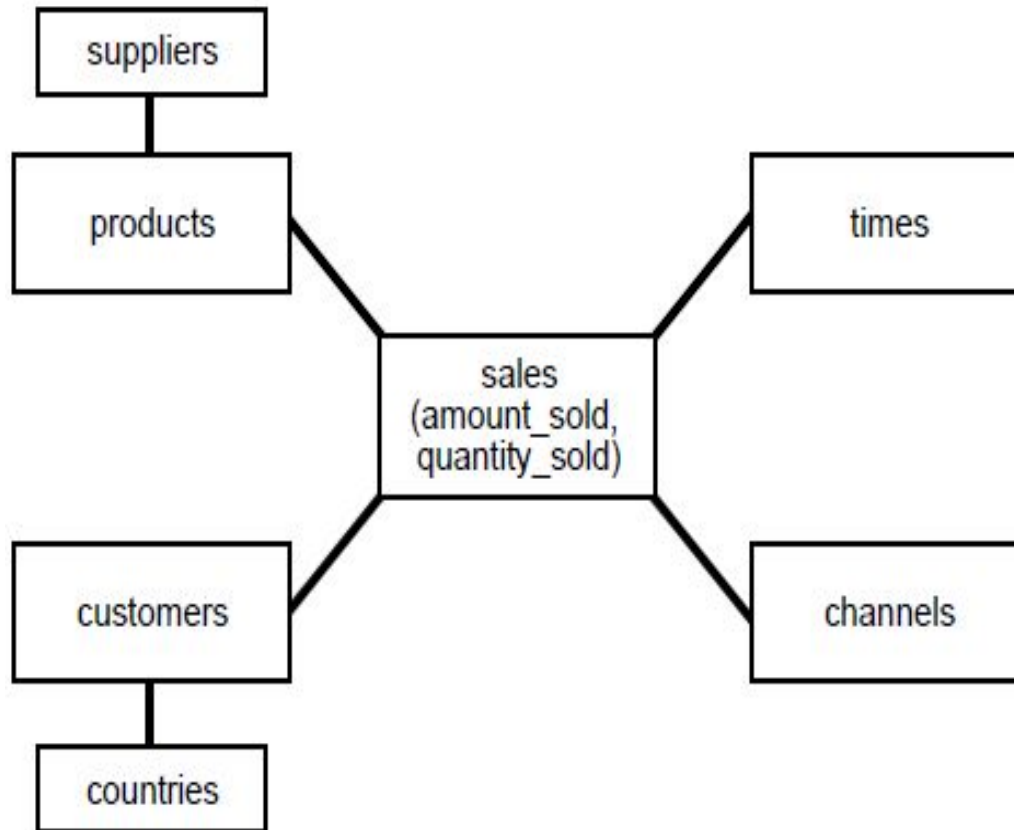 suppliers
products
times
sales
(amount_sold,
quantity_sold)
customers
channels
countries